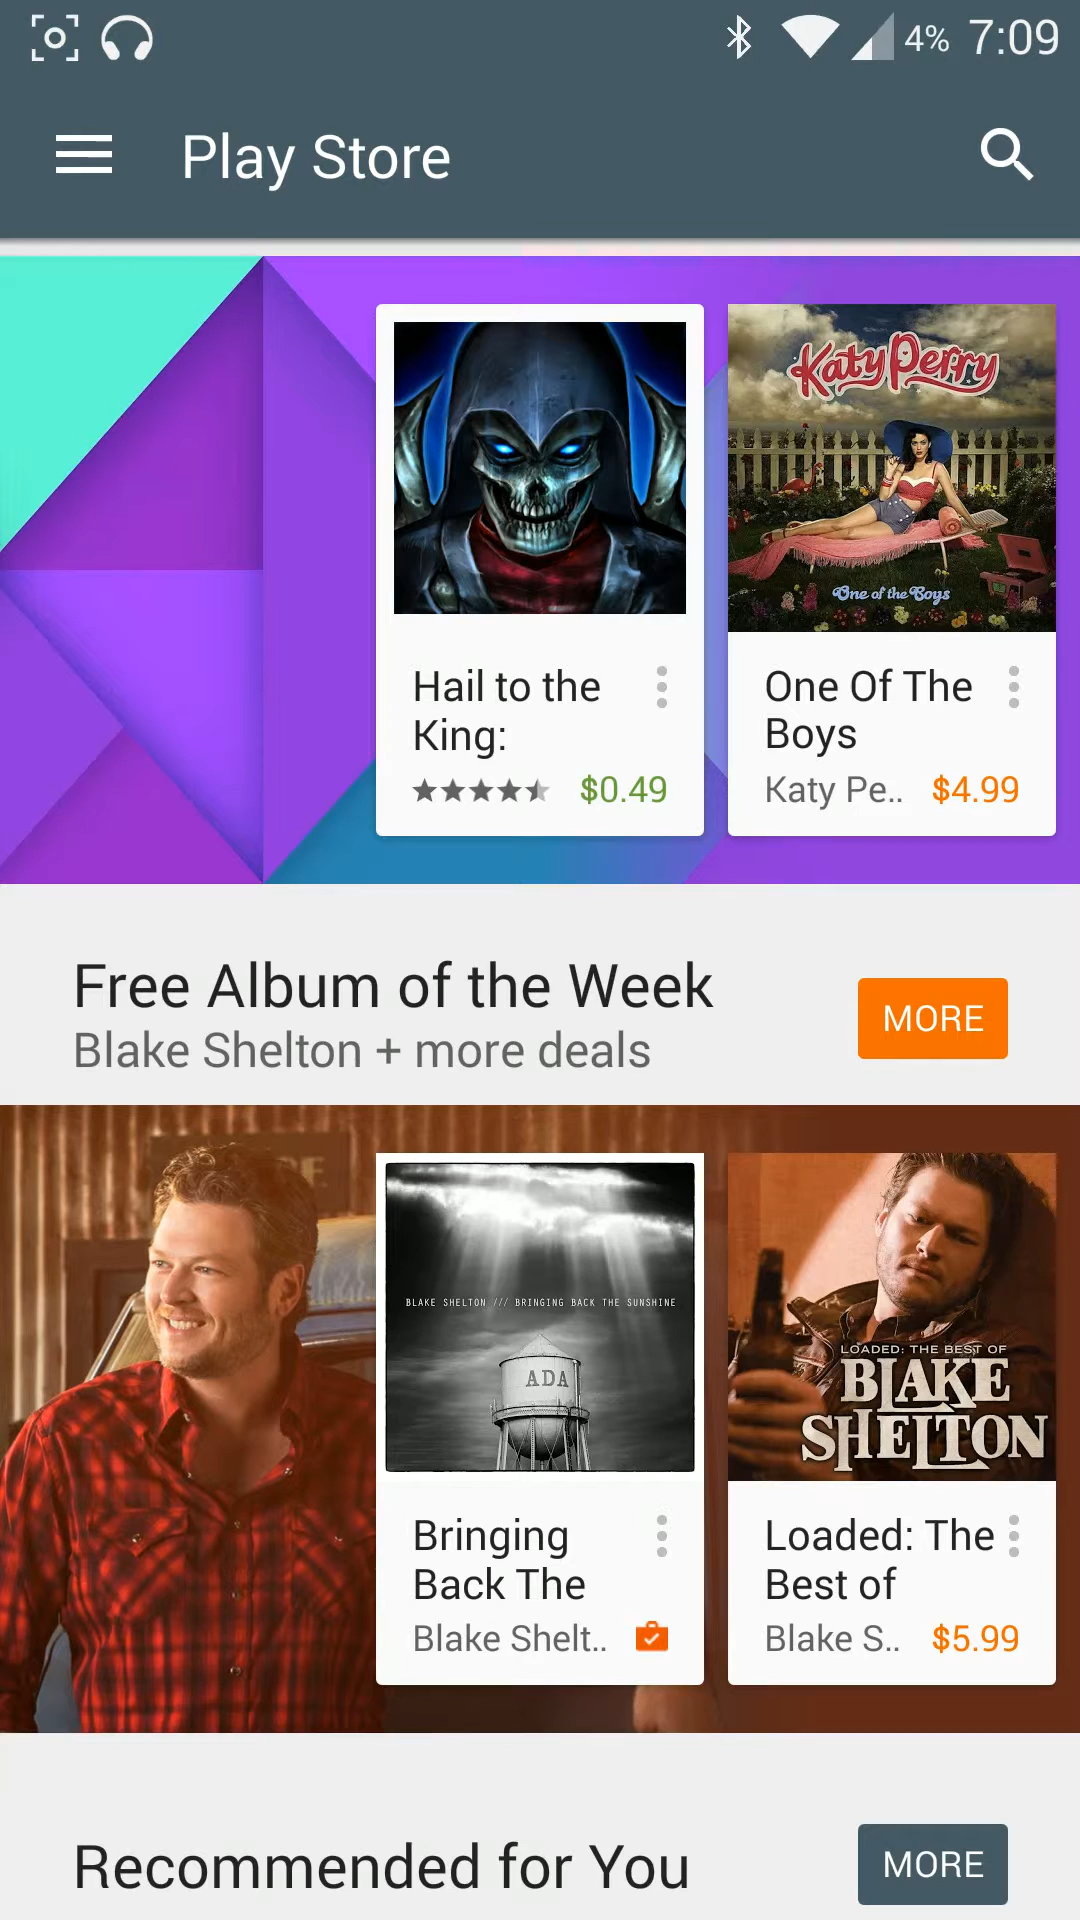 4% 7:09
Play Store
Katy Perry
One of the Boys
Hail to the
King:
$0.49
One Of The
Boys
Katy Pe.. $4.99
Free Album of the Week
Blake Shelton + more deals
MORE
BLAKE SHELTON /// BRINGING BACK THE SUNSHINE
ADA
LOADED: THE BEST OF
BLAKE
SHELTON
Bringing
Back The
Blake Shelt..
Loaded: The
Best of
Blake S.. $5.99
Recommended for You
MORE